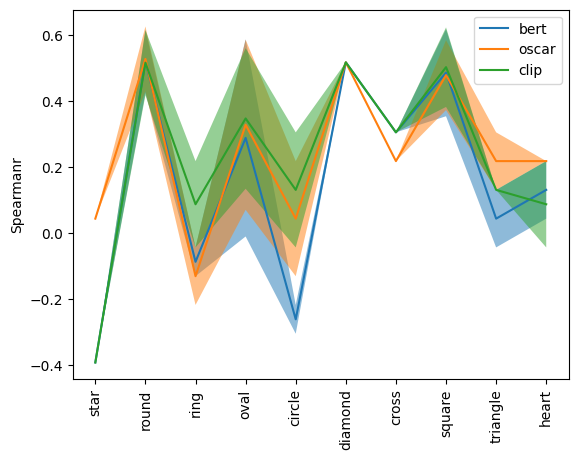 bert
oscar
clip
Spearmanr
0.6
0.4
0.2
0.0
−0.2
−0.4
star
round
ring
oval
circle
diamond
cross
square
triangle
heart